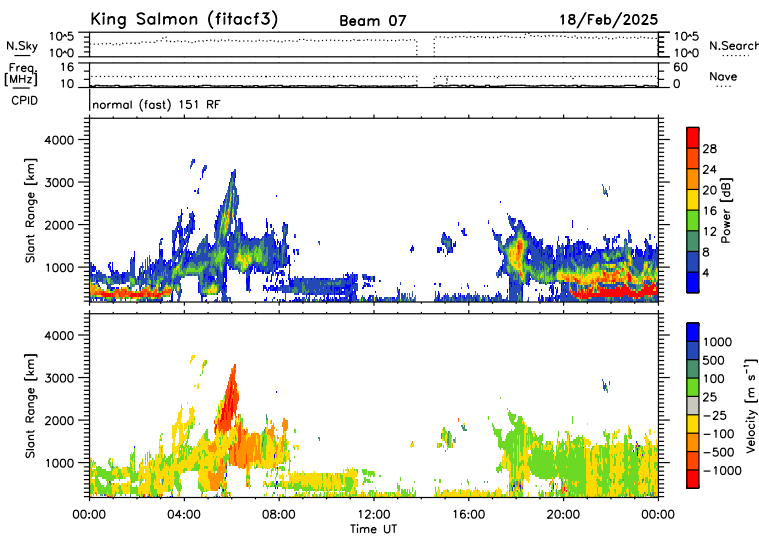 King Salmon (fitacf3) Beam 07 18/Feb/2025
N.Sky 10^5 10^0 10^5 10^0 N.Search
Freq. [MHz] 16 10 60 0 Nave
CPID normal (fast) 151 RF
Slant Range [km] 4000 3000 2000 1000
Power [dB] 28 24 20 16 12 8 4
Slant Range [km] 4000 3000 2000 1000
Velocity [m s⁻¹] 1000 500 100 25 −25 −100 −500 −1000
00:00 04:00 08:00 12:00 16:00 20:00 00:00
Time UT